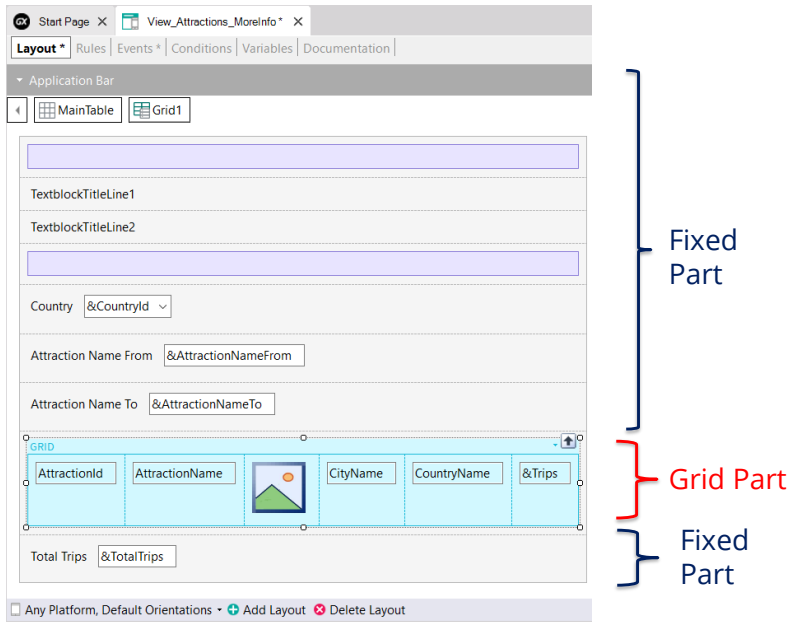 GX Start Page View_Attractions_MoreInfo *
Layout * Rules Events * Conditions Variables Documentation
Application Bar
MainTable Grid1
TextblockTitleLine1
TextblockTitleLine2
Fixed
Part
Country &CountryId
Attraction Name From &AttractionNameFrom
Attraction Name To &AttractionNameTo
GRID
AttractionId AttractionName CityName CountryName &Trips
Grid Part
Total Trips &TotalTrips
Fixed
Part
Any Platform, Default Orientations Add Layout Delete Layout